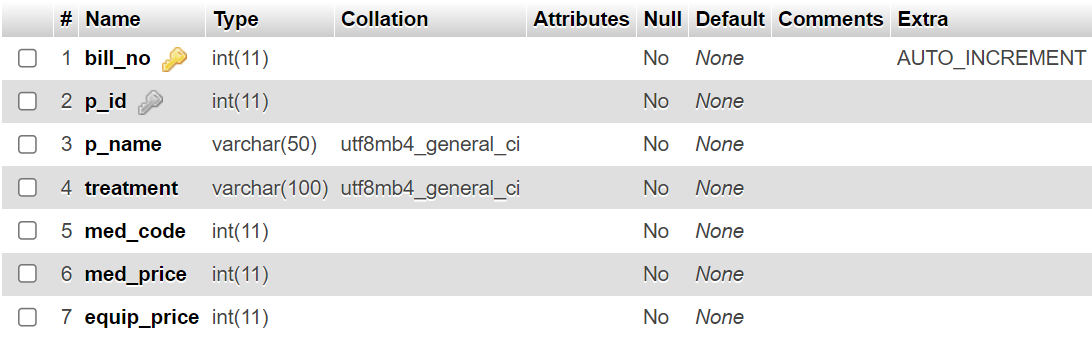 # Name Type Collation Attributes Null Default Comments Extra
1 bill_no int(11) No None AUTO_INCREMENT
2 p_id int(11) No None
3 p_name varchar(50) utf8mb4_general_ci No None
4 treatment varchar(100) utf8mb4_general_ci No None
5 med_code int(11) No None
6 med_price int(11) No None
7 equip_price int(11) No None